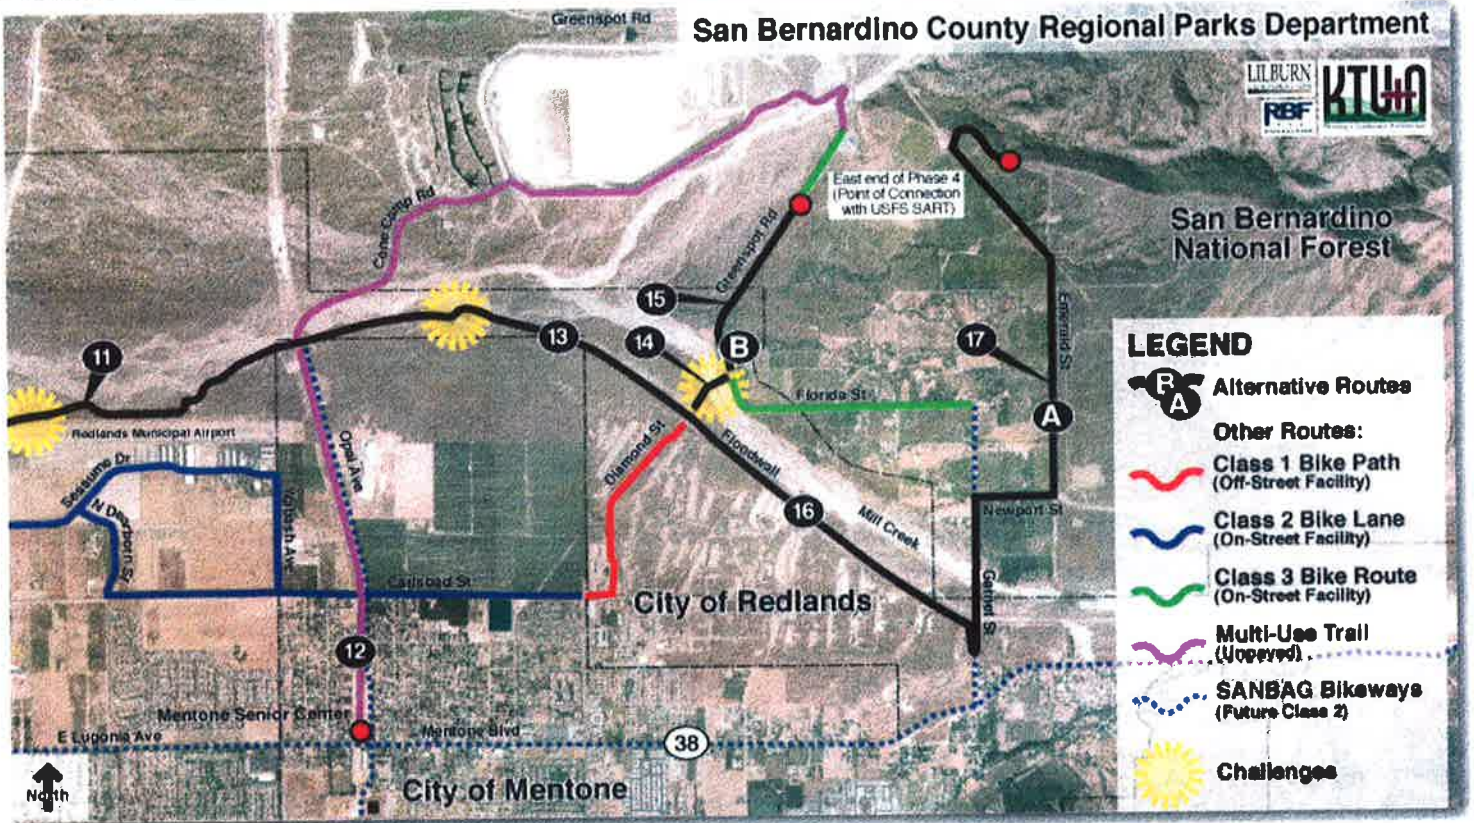 Greenspot Rd
San Bernardino County Regional Parks Department
LILBURN
KTU+A
RBF
East end of Phase 4
(Point of Connection
with USFS SART)
San Bernardino
National Forest
Cone Camp Rd
Greenspot Rd
Emerald St
15
14
13
B
17
11
A
Florida St
Redlands Municipal Airport
Diamond St
Floodwall
Opal Ave
Sessums Dr
N Dearborn St
Wabash Ave
16
Mill Creek
Newport St
Garnet St
Carlsbad St
City of Redlands
12
Mentone Senior Center
E Lugonia Ave
Mentone Blvd
38
North
City of Mentone
LEGEND
B
A
Alternative Routes
Other Routes:
Class 1 Bike Path
(Off-Street Facility)
Class 2 Bike Lane
(On-Street Facility)
Class 3 Bike Route
(On-Street Facility)
Multi-Use Trail
(Unpaved)
SANBAG Bikeways
(Future Class 2)
Challenges